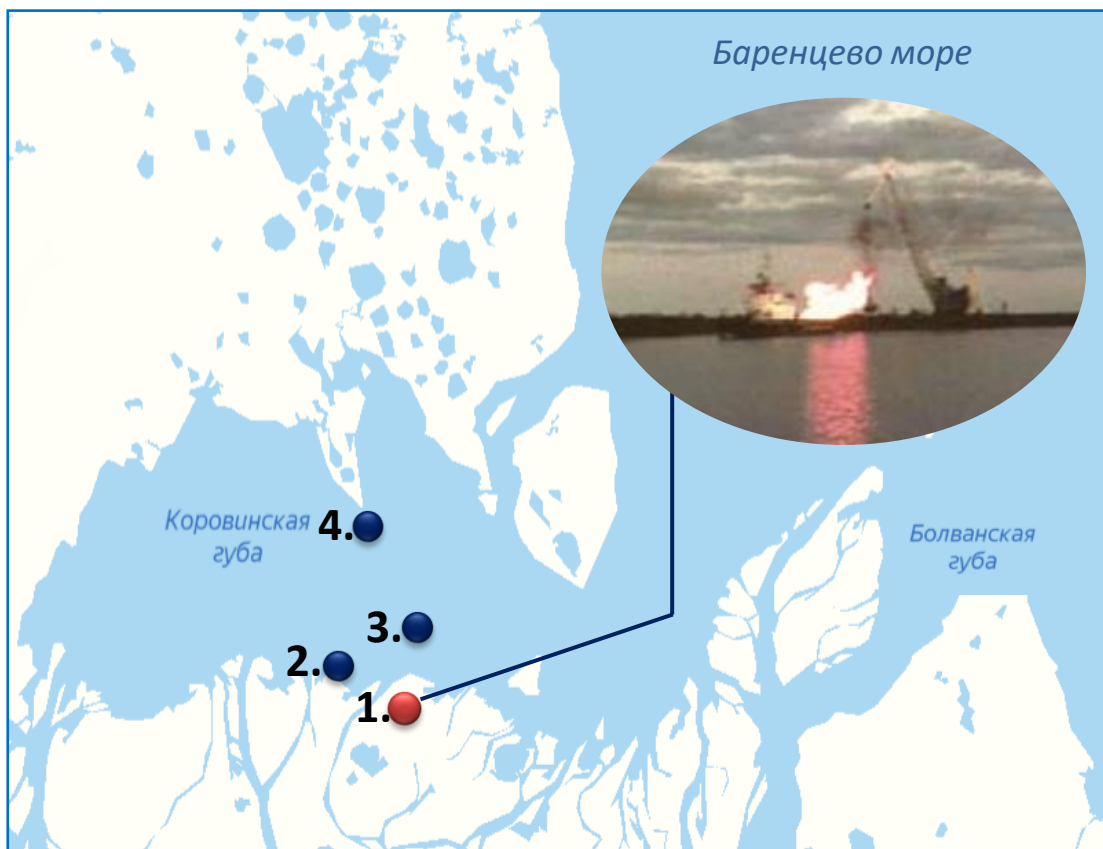 Баренцево море
Коровинская
губа
4.
Болванская
губа
3.
2.
1.